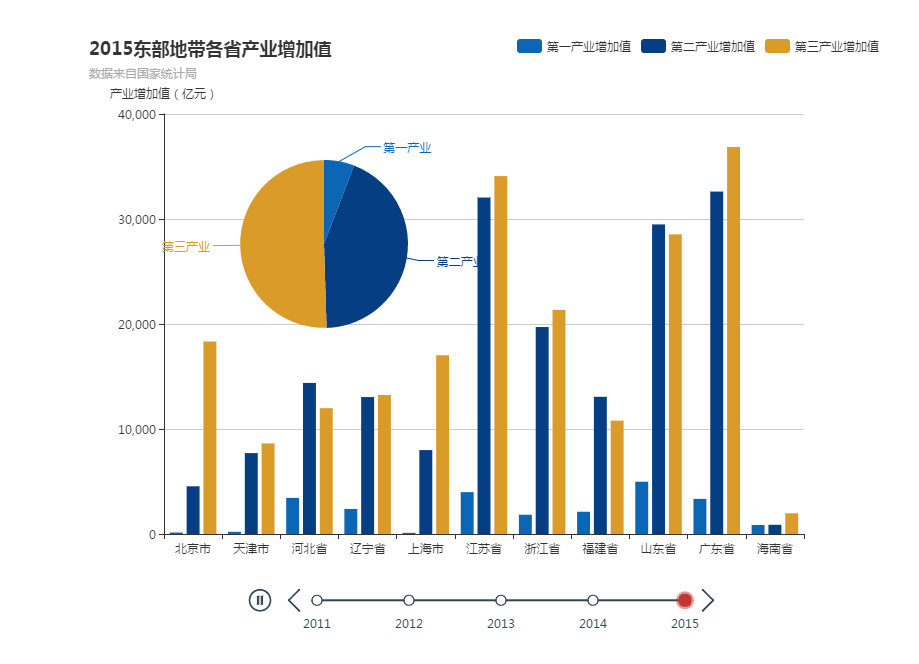 2015东部地带各省产业增加值
数据来自国家统计局
第一产业增加值 第二产业增加值 第三产业增加值
产业增加值（亿元）
40,000
30,000
20,000
10,000
0
第一产业
第三产业
第二产业
北京市 天津市 河北省 辽宁省 上海市 江苏省 浙江省 福建省 山东省 广东省 海南省
2011 2012 2013 2014 2015